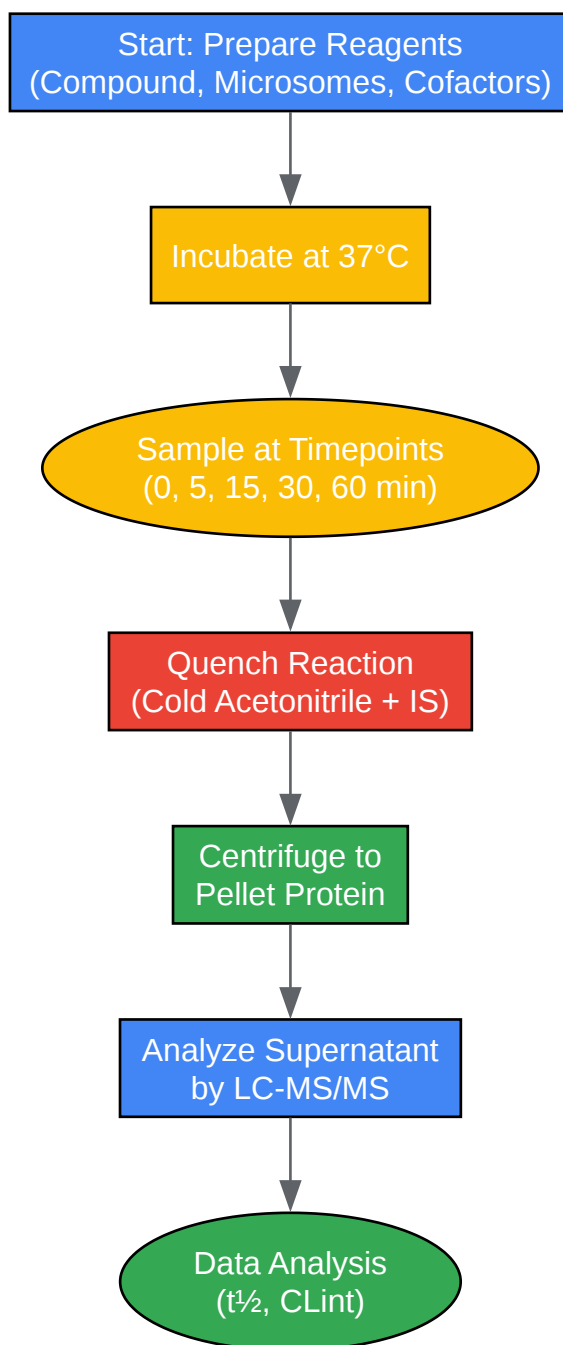 Start: Prepare Reagents
(Compound, Microsomes, Cofactors)
Incubate at 37°C
Sample at Timepoints
(0, 5, 15, 30, 60 min)
Quench Reaction
(Cold Acetonitrile + IS)
Centrifuge to
Pellet Protein
Analyze Supernatant
by LC-MS/MS
Data Analysis
(t½, CLint)